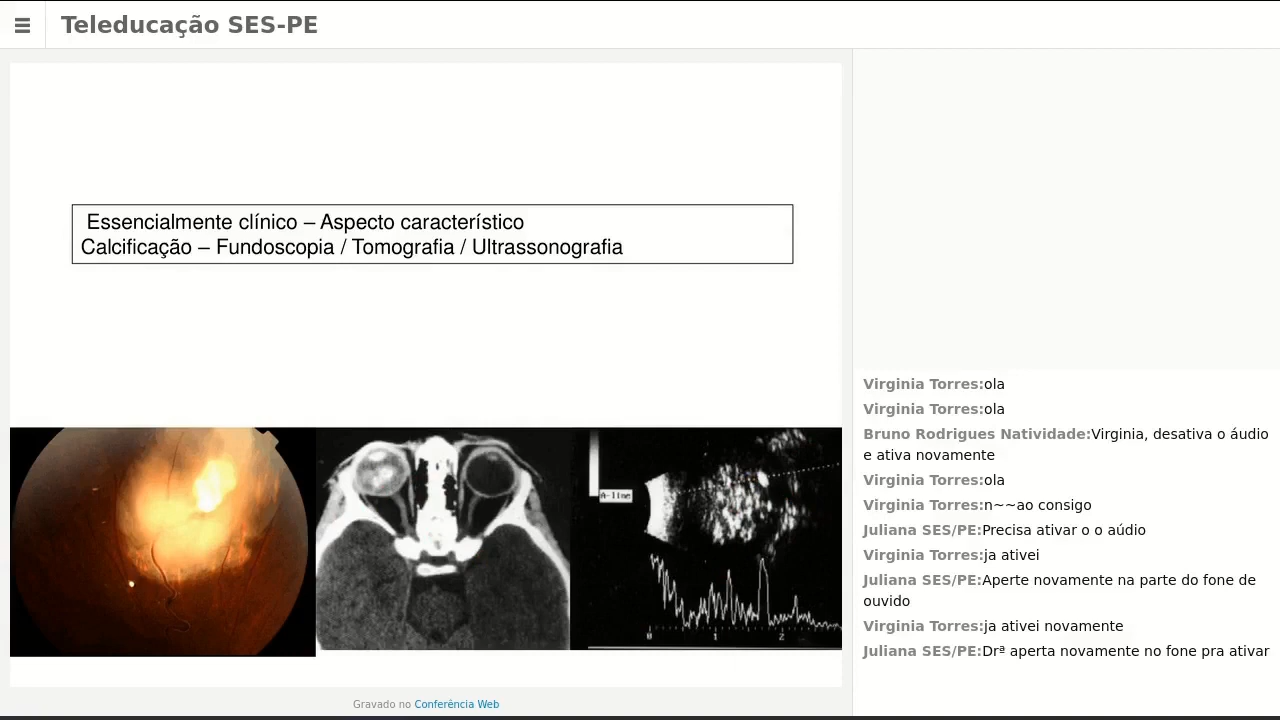 Teleducação SES-PE
Essencialmente clínico – Aspecto característico
Calcificação – Fundoscopia / Tomografia / Ultrassonografia
A-line
0 1 2
Gravado no Conferência Web
Virginia Torres:ola
Virginia Torres:ola
Bruno Rodrigues Natividade:Virginia, desativa o áudio
e ativa novamente
Virginia Torres:ola
Virginia Torres:n~~ao consigo
Juliana SES/PE:Precisa ativar o o aúdio
Virginia Torres:ja ativei
Juliana SES/PE:Aperte novamente na parte do fone de
ouvido
Virginia Torres:ja ativei novamente
Juliana SES/PE:Drª aperta novamente no fone pra ativar